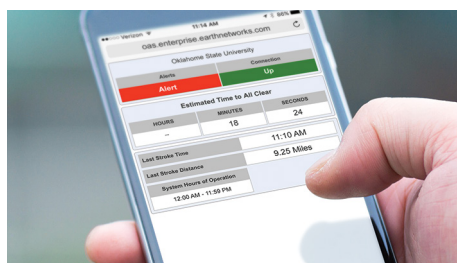 Verizon 11:14 AM 86%
oas.enterprise.earthnetworks.com
Oklahoma State University
Alerts Connection
Alert Up
Estimated Time to All Clear
HOURS MINUTES SECONDS
-- 18 24
Last Stroke Time 11:10 AM
Last Stroke Distance 9.25 Miles
System Hours of Operation
12:00 AM - 11:59 PM